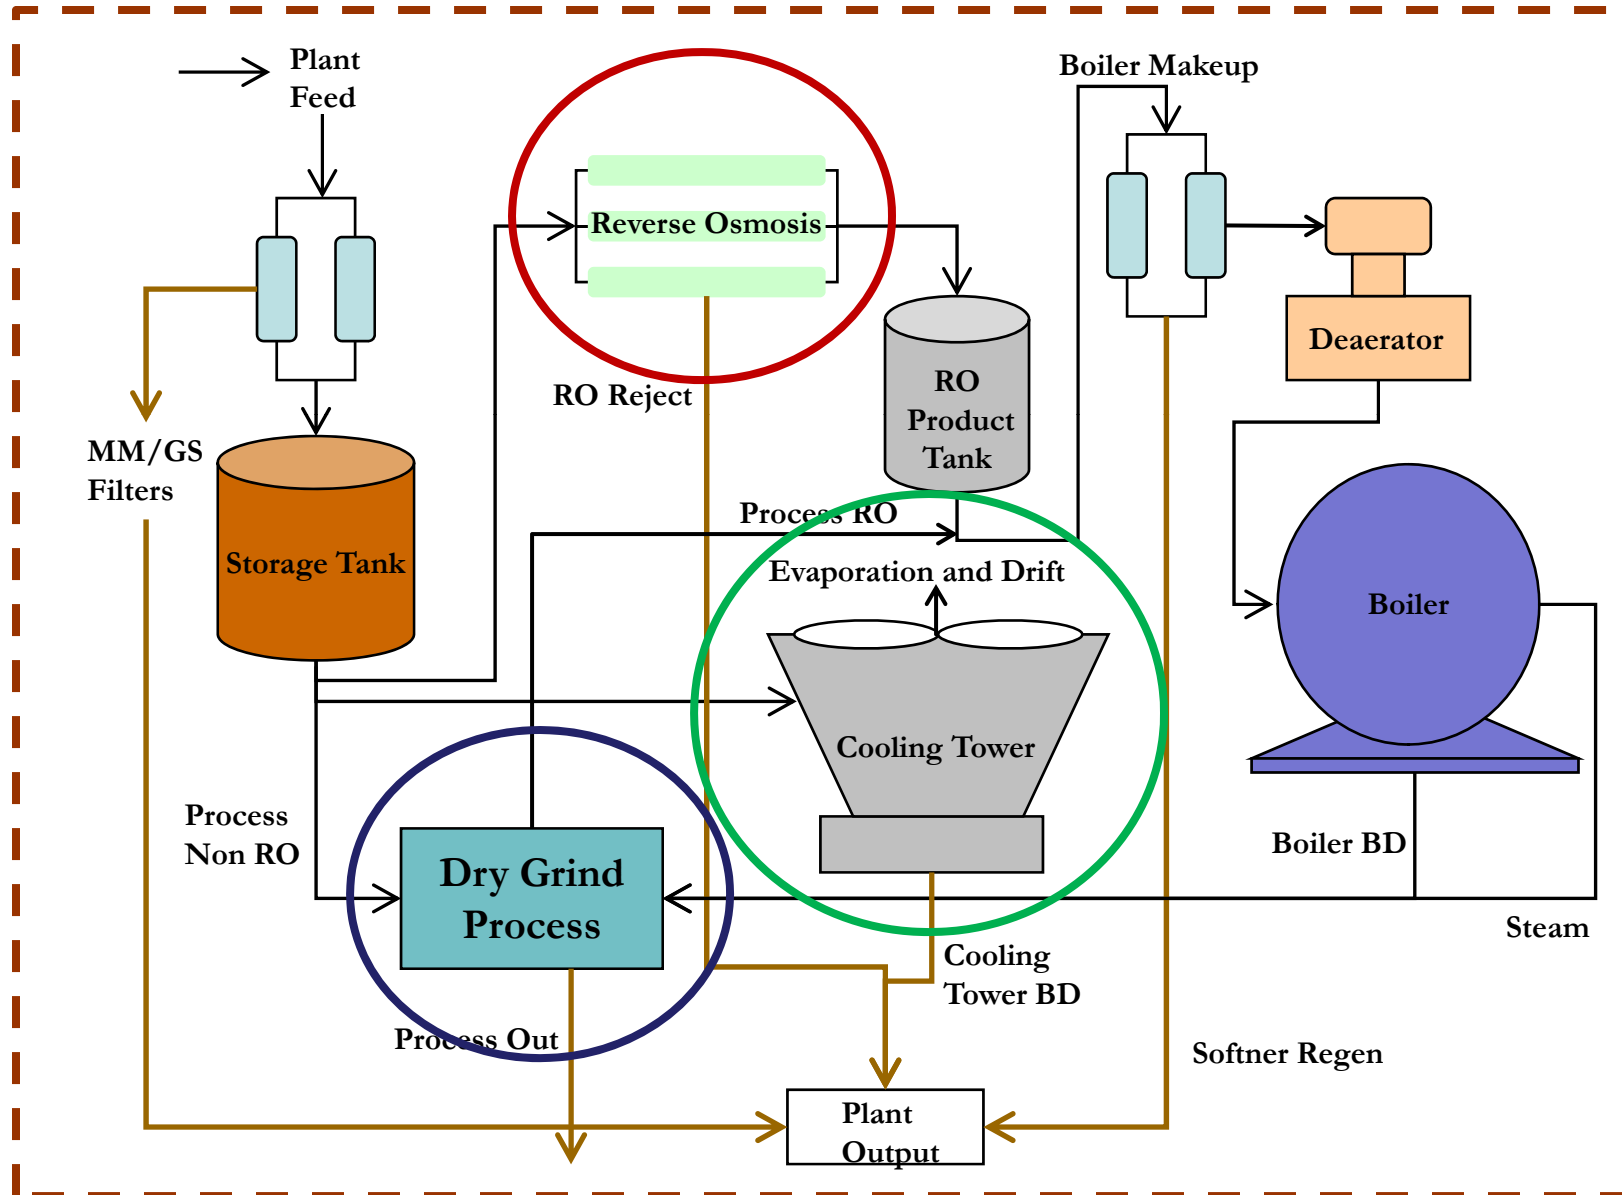 Plant
Feed
Boiler Makeup
Reverse Osmosis
Deaerator
RO
Product
Tank
RO Reject
MM/GS
Filters
Process RO
Storage Tank
Evaporation and Drift
Boiler
Cooling Tower
Process
Non RO
Boiler BD
Dry Grind
Process
Steam
Cooling
Tower BD
Process Out
Softner Regen
Plant
Output